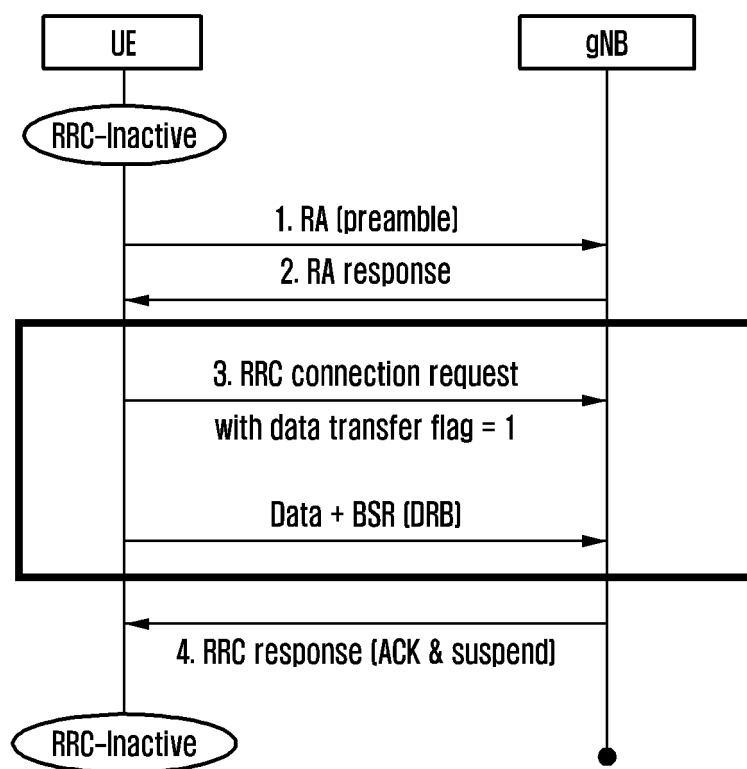 UE
gNB
RRC-Inactive
1. RA (preamble)
2. RA response
3. RRC connection request
with data transfer flag = 1
Data + BSR (DRB)
4. RRC response (ACK & suspend)
RRC-Inactive